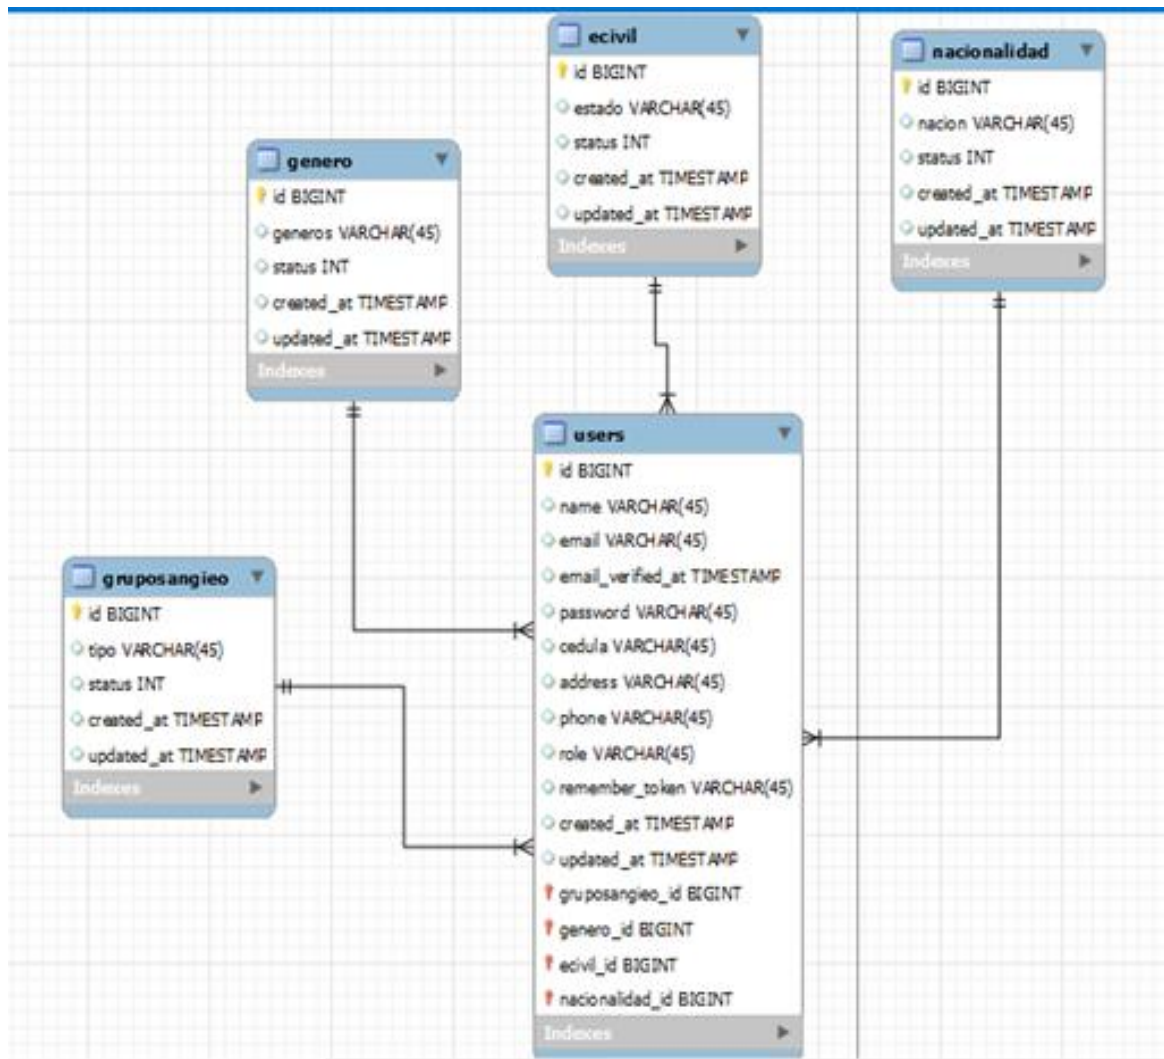 ecivil
id BIGINT
estado VARCHAR(45)
status INT
created_at TIMESTAMP
updated_at TIMESTAMP
Indexes
nacionalidad
id BIGINT
nacion VARCHAR(45)
status INT
created_at TIMESTAMP
updated_at TIMESTAMP
Indexes
genero
id BIGINT
generos VARCHAR(45)
status INT
created_at TIMESTAMP
updated_at TIMESTAMP
Indexes
users
id BIGINT
name VARCHAR(45)
email VARCHAR(45)
email_verified_at TIMESTAMP
password VARCHAR(45)
cedula VARCHAR(45)
address VARCHAR(45)
phone VARCHAR(45)
role VARCHAR(45)
remember_token VARCHAR(45)
created_at TIMESTAMP
updated_at TIMESTAMP
gruposangieo_id BIGINT
genero_id BIGINT
ecivil_id BIGINT
nacionalidad_id BIGINT
Indexes
gruposangieo
id BIGINT
tipo VARCHAR(45)
status INT
created_at TIMESTAMP
updated_at TIMESTAMP
Indexes